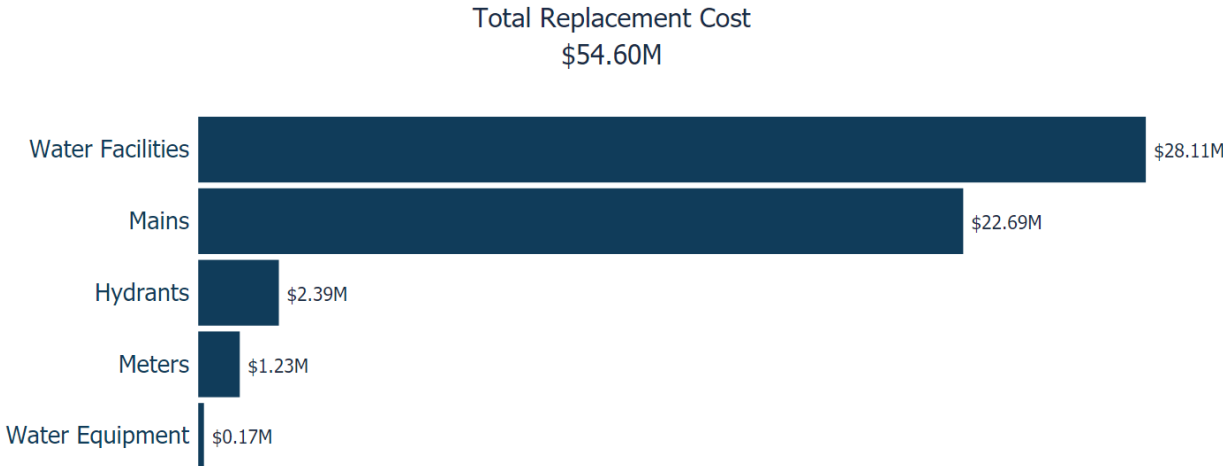 Total Replacement Cost
$54.60M
Water Facilities $28.11M
Mains $22.69M
Hydrants $2.39M
Meters $1.23M
Water Equipment $0.17M